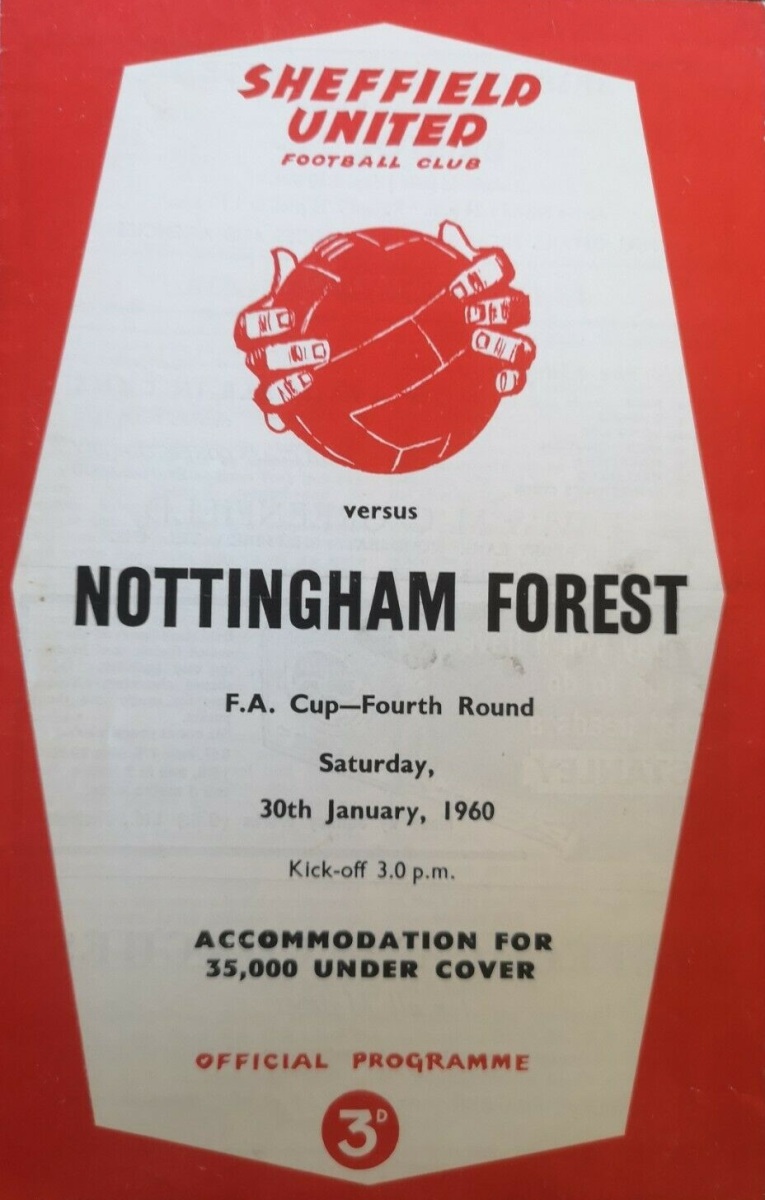 SHEFFIELD
UNITED
FOOTBALL CLUB
versus
NOTTINGHAM FOREST
F.A. Cup—Fourth Round
Saturday,
30th January, 1960
Kick-off 3.0 p.m.
ACCOMMODATION FOR
35,000 UNDER COVER
OFFICIAL PROGRAMME
3D